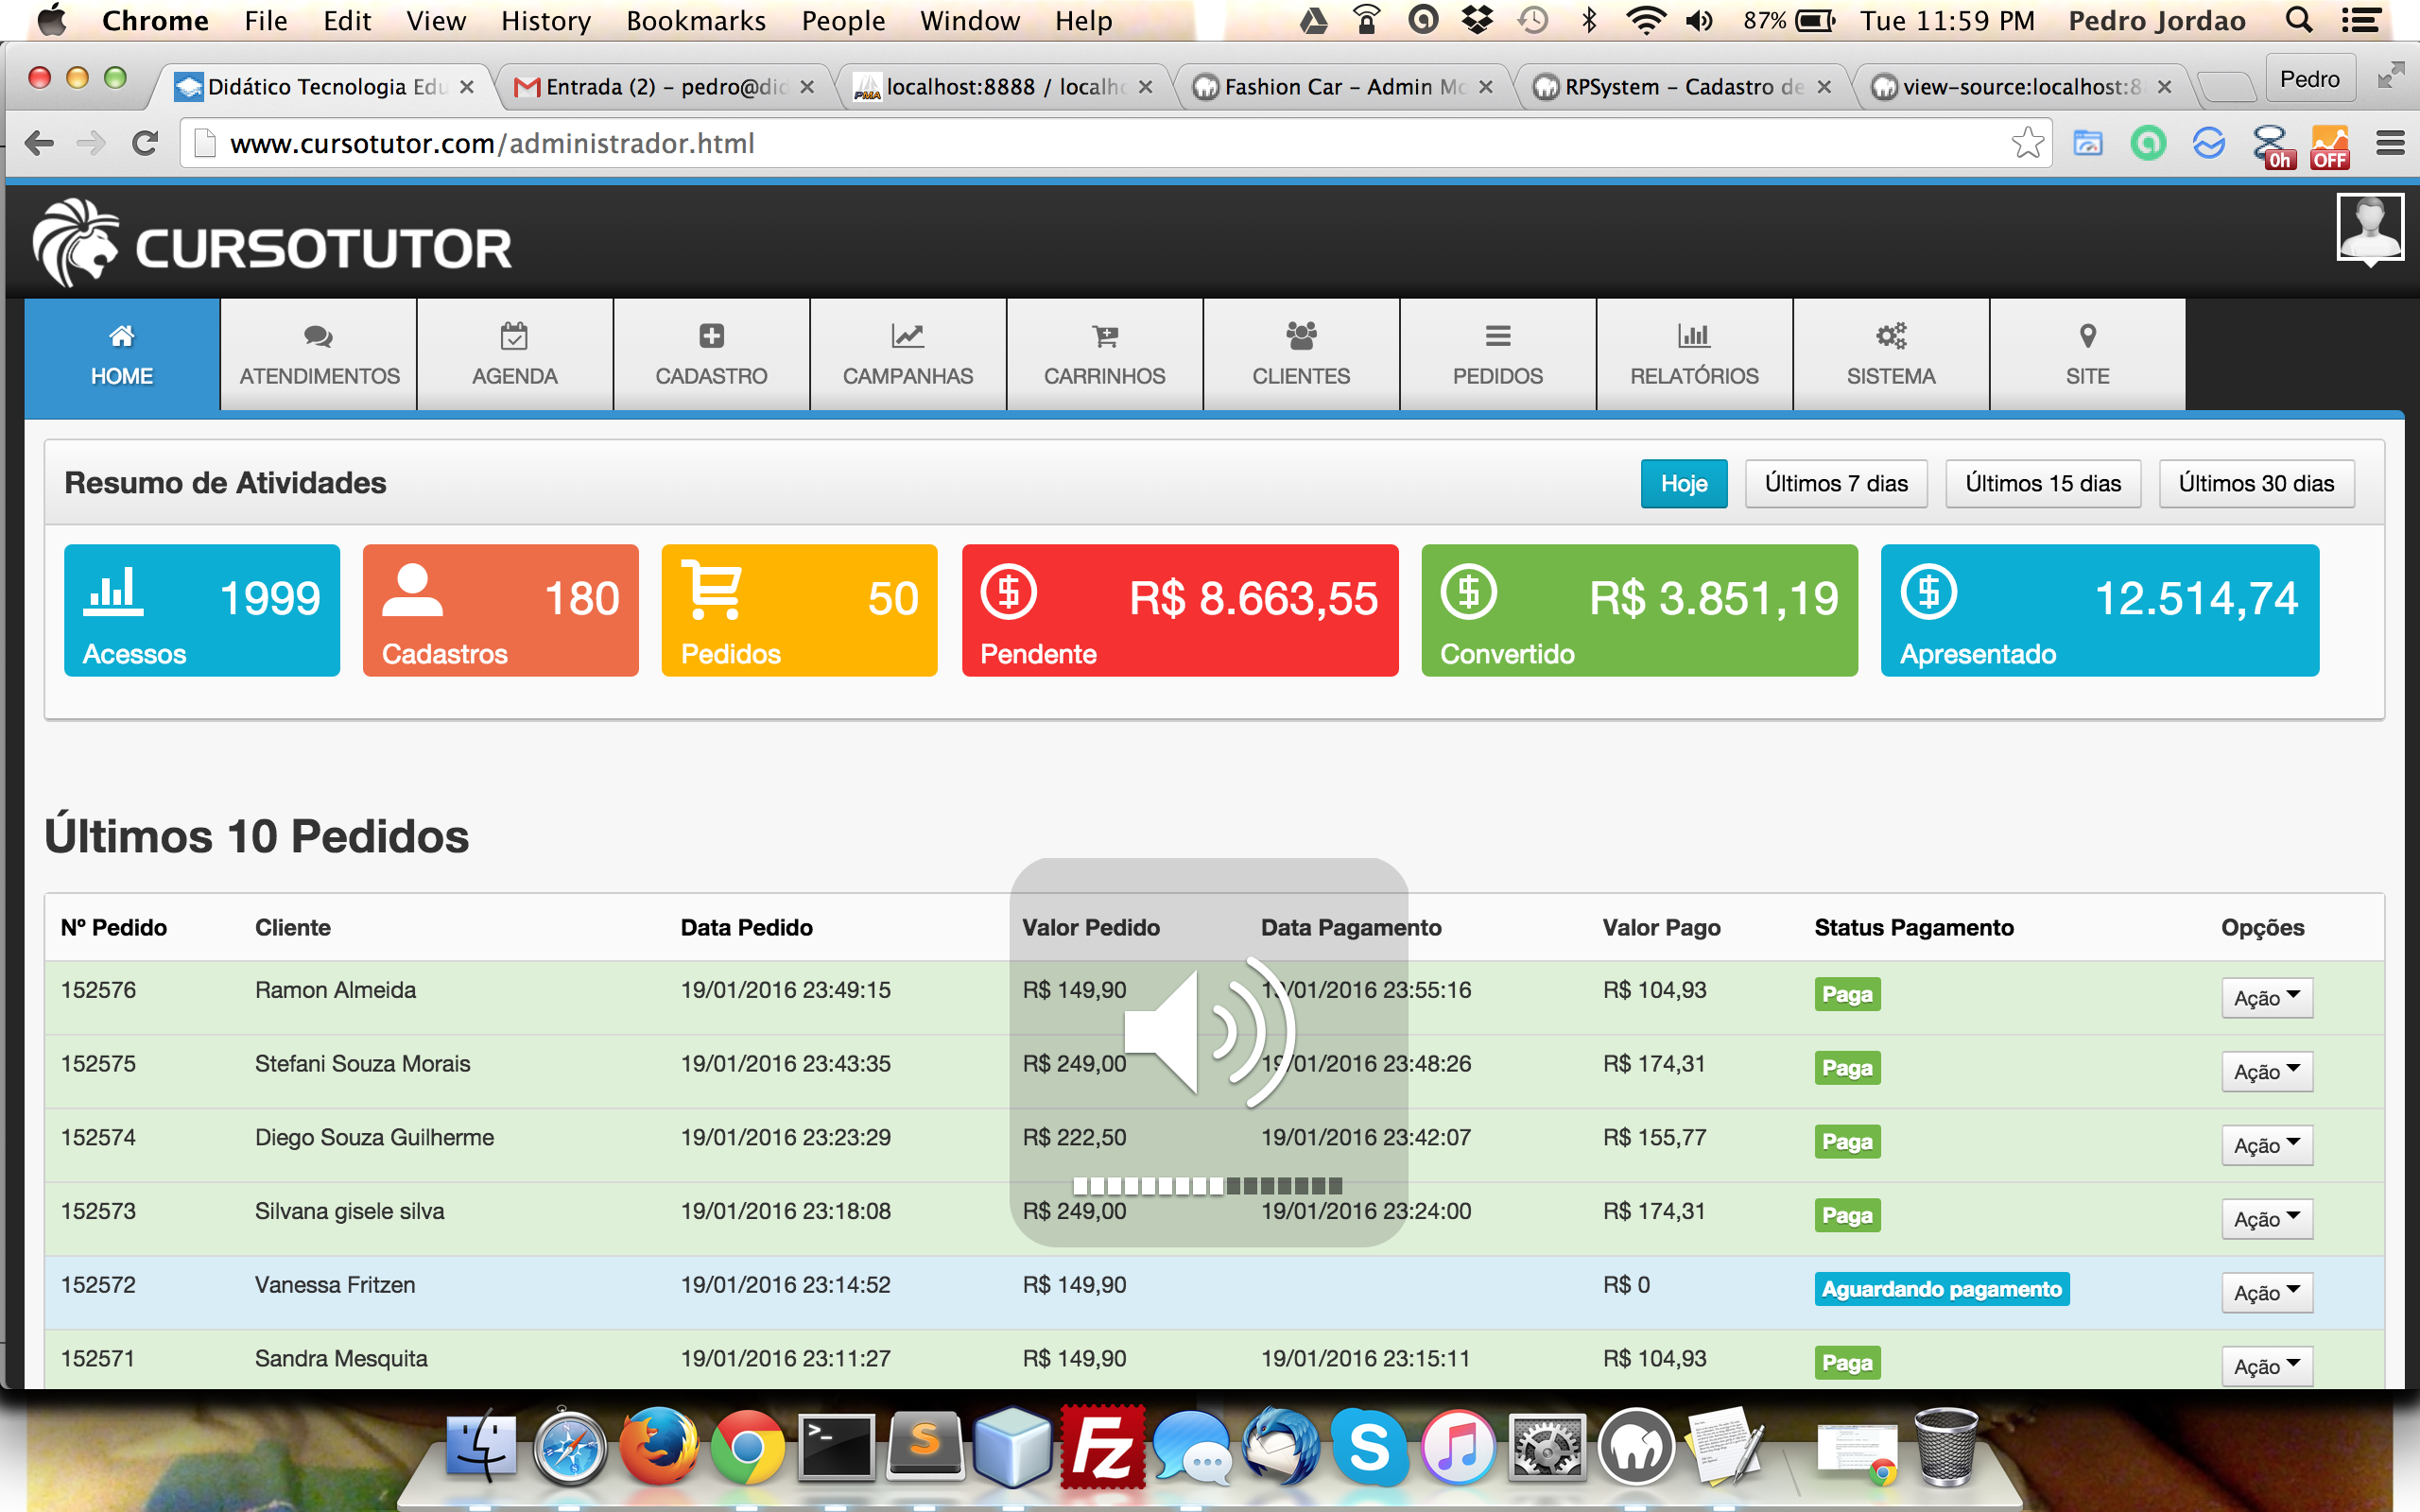 Chrome File Edit View History Bookmarks People Window Help 87% Tue 11:59 PM Pedro Jordao
Didático Tecnologia Edu Entrada (2) – pedro@did localhost:8888 / localho Fashion Car – Admin Mo RPSystem – Cadastro de view-source:localhost:8 Pedro
www.cursotutor.com/administrador.html 0h OFF
CURSOTUTOR
HOME ATENDIMENTOS AGENDA CADASTRO CAMPANHAS CARRINHOS CLIENTES PEDIDOS RELATÓRIOS SISTEMA SITE
Resumo de Atividades Hoje Últimos 7 dias Últimos 15 dias Últimos 30 dias
1999 180 50 R$ 8.663,55 R$ 3.851,19 12.514,74
Acessos Cadastros Pedidos Pendente Convertido Apresentado
Últimos 10 Pedidos
Nº Pedido Cliente Data Pedido Valor Pedido Data Pagamento Valor Pago Status Pagamento Opções
152576 Ramon Almeida 19/01/2016 23:49:15 R$ 149,90 19/01/2016 23:55:16 R$ 104,93 Paga Ação
152575 Stefani Souza Morais 19/01/2016 23:43:35 R$ 249,00 19/01/2016 23:48:26 R$ 174,31 Paga Ação
152574 Diego Souza Guilherme 19/01/2016 23:23:29 R$ 222,50 19/01/2016 23:42:07 R$ 155,77 Paga Ação
152573 Silvana gisele silva 19/01/2016 23:18:08 R$ 249,00 19/01/2016 23:24:00 R$ 174,31 Paga Ação
152572 Vanessa Fritzen 19/01/2016 23:14:52 R$ 149,90 R$ 0 Aguardando pagamento Ação
152571 Sandra Mesquita 19/01/2016 23:11:27 R$ 149,90 19/01/2016 23:15:11 R$ 104,93 Paga Ação